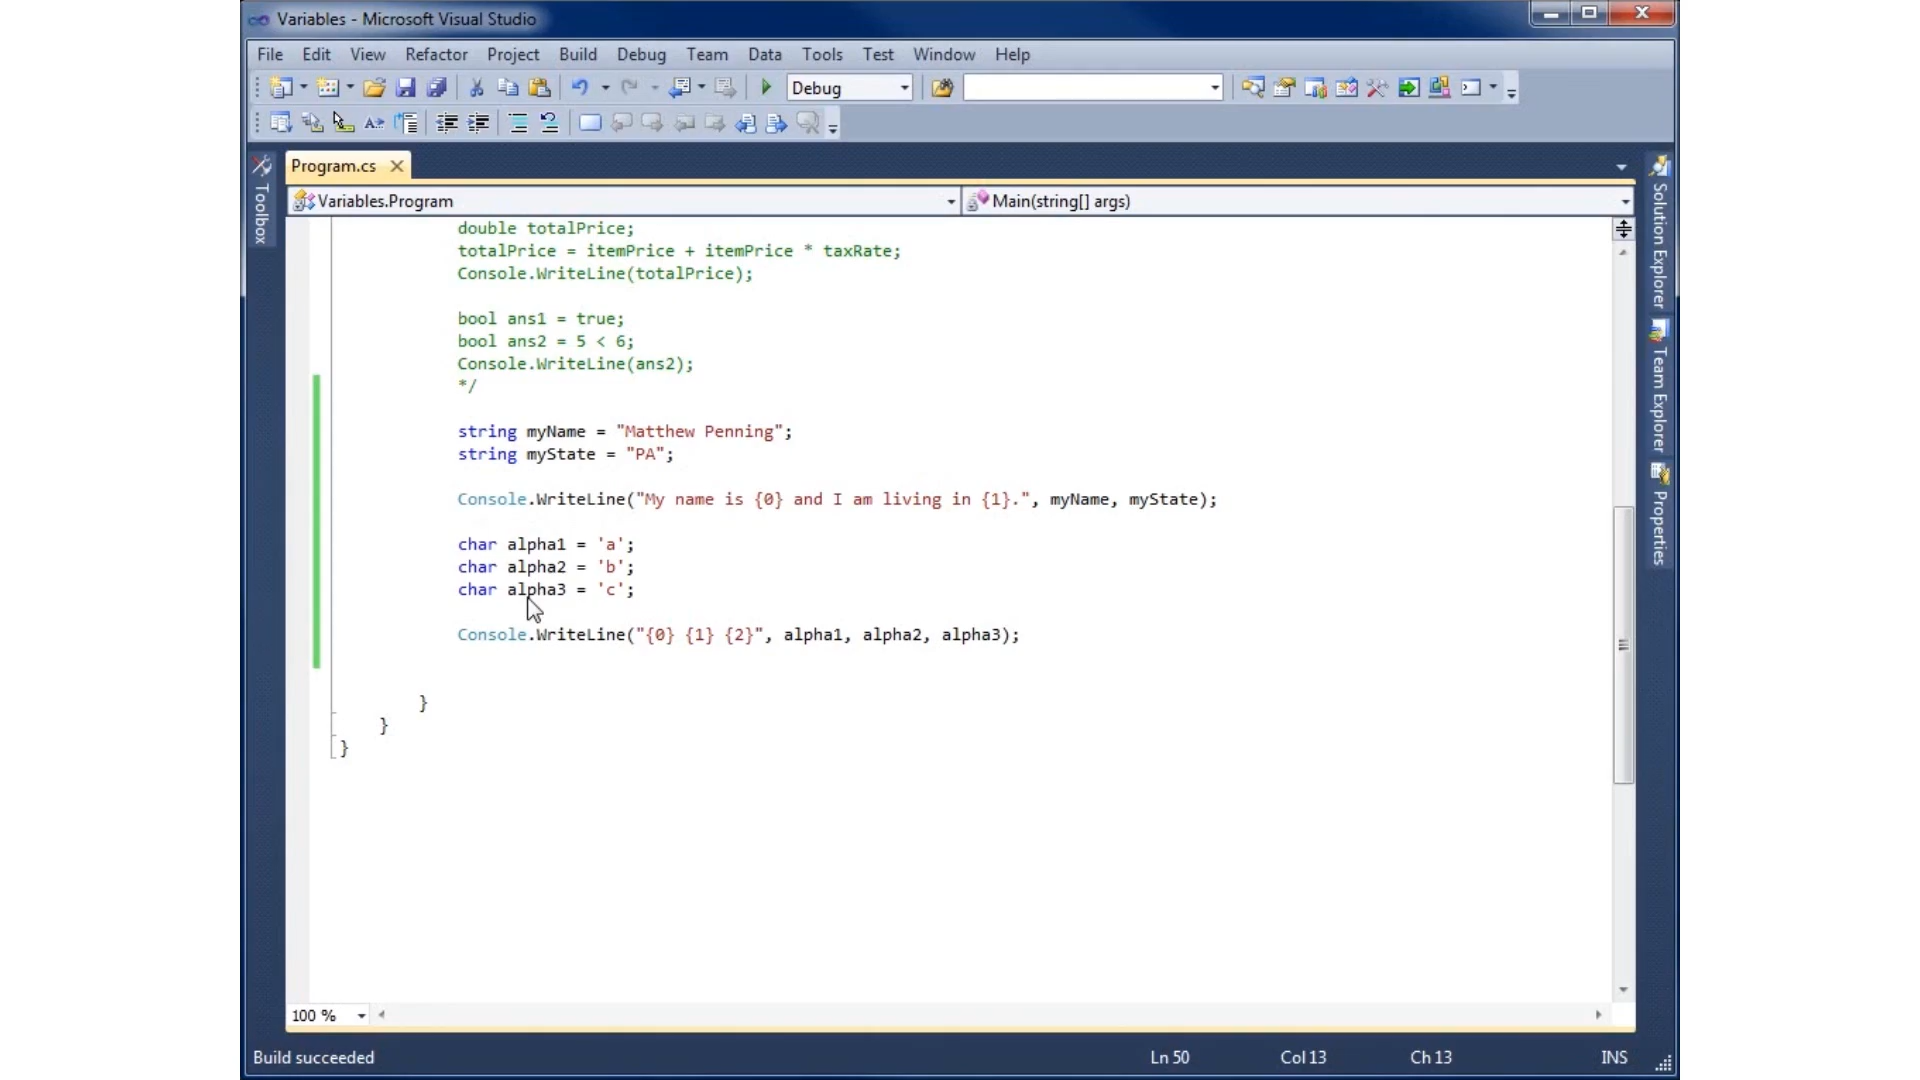 Variables - Microsoft Visual Studio
File Edit View Refactor Project Build Debug Team Data Tools Test Window Help
Debug
Program.cs
Toolbox
Variables.Program
Main(string[] args)
Solution Explorer
Team Explorer
Properties
double totalPrice;
totalPrice = itemPrice + itemPrice * taxRate;
Console.WriteLine(totalPrice);
bool ans1 = true;
bool ans2 = 5 < 6;
Console.WriteLine(ans2);
*/
string myName = "Matthew Penning";
string myState = "PA";
Console.WriteLine("My name is {0} and I am living in {1}.", myName, myState);
char alpha1 = 'a';
char alpha2 = 'b';
char alpha3 = 'c';
Console.WriteLine("{0} {1} {2}", alpha1, alpha2, alpha3);
}
}
}
100 %
Build succeeded
Ln 50 Col 13 Ch 13 INS